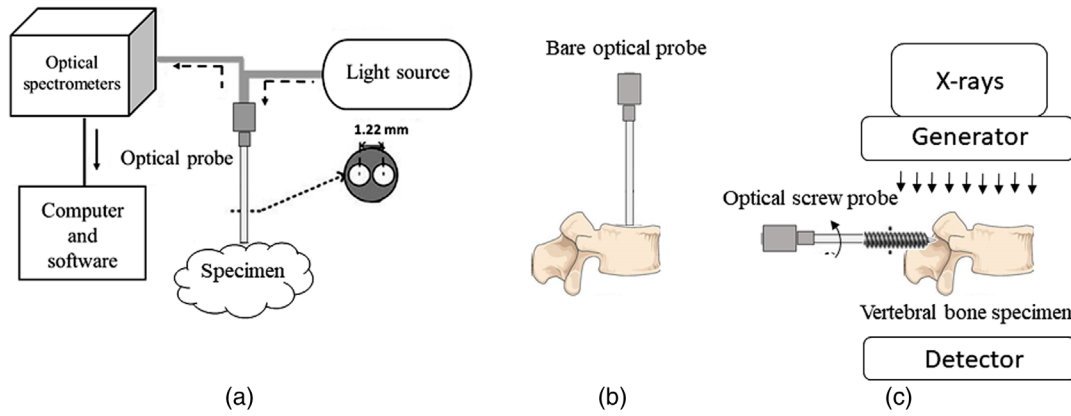 Optical
spectrometers
Light source
1.22 mm
Optical probe
Computer
and
software
Specimen
(a)
Bare optical probe
(b)
X-rays
Generator
Optical screw probe
Vertebral bone specimen
Detector
(c)